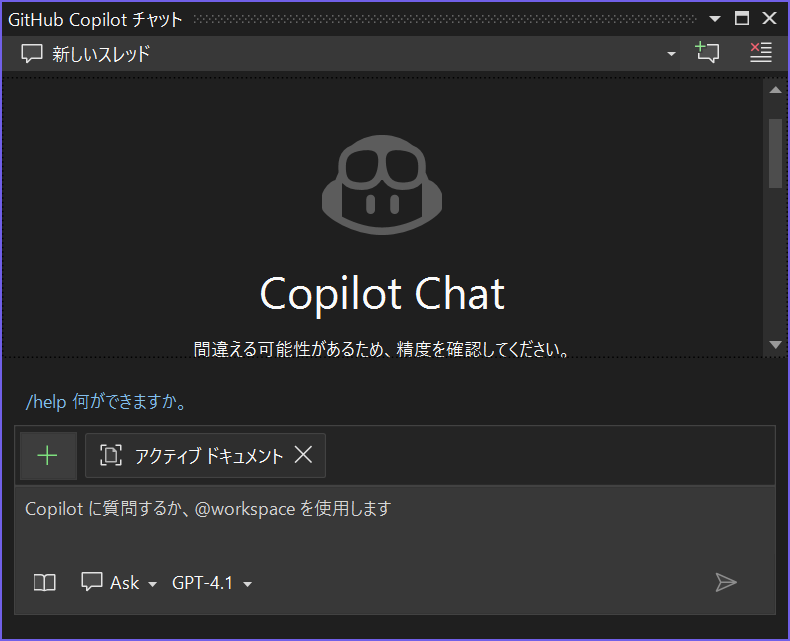 GitHub Copilot チャット
新しいスレッド
Copilot Chat
間違える可能性があるため、精度を確認してください。
/help 何ができますか。
アクティブ ドキュメント
Copilot に質問するか、@workspace を使用します
Ask GPT-4.1